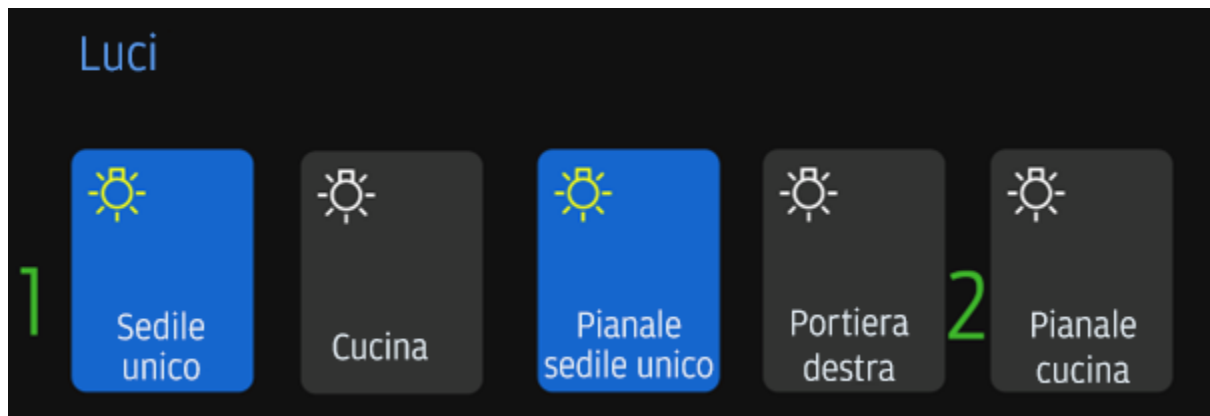 Luci
1
Sedile
unico
Cucina
Pianale
sedile unico
Portiera
destra
2
Pianale
cucina